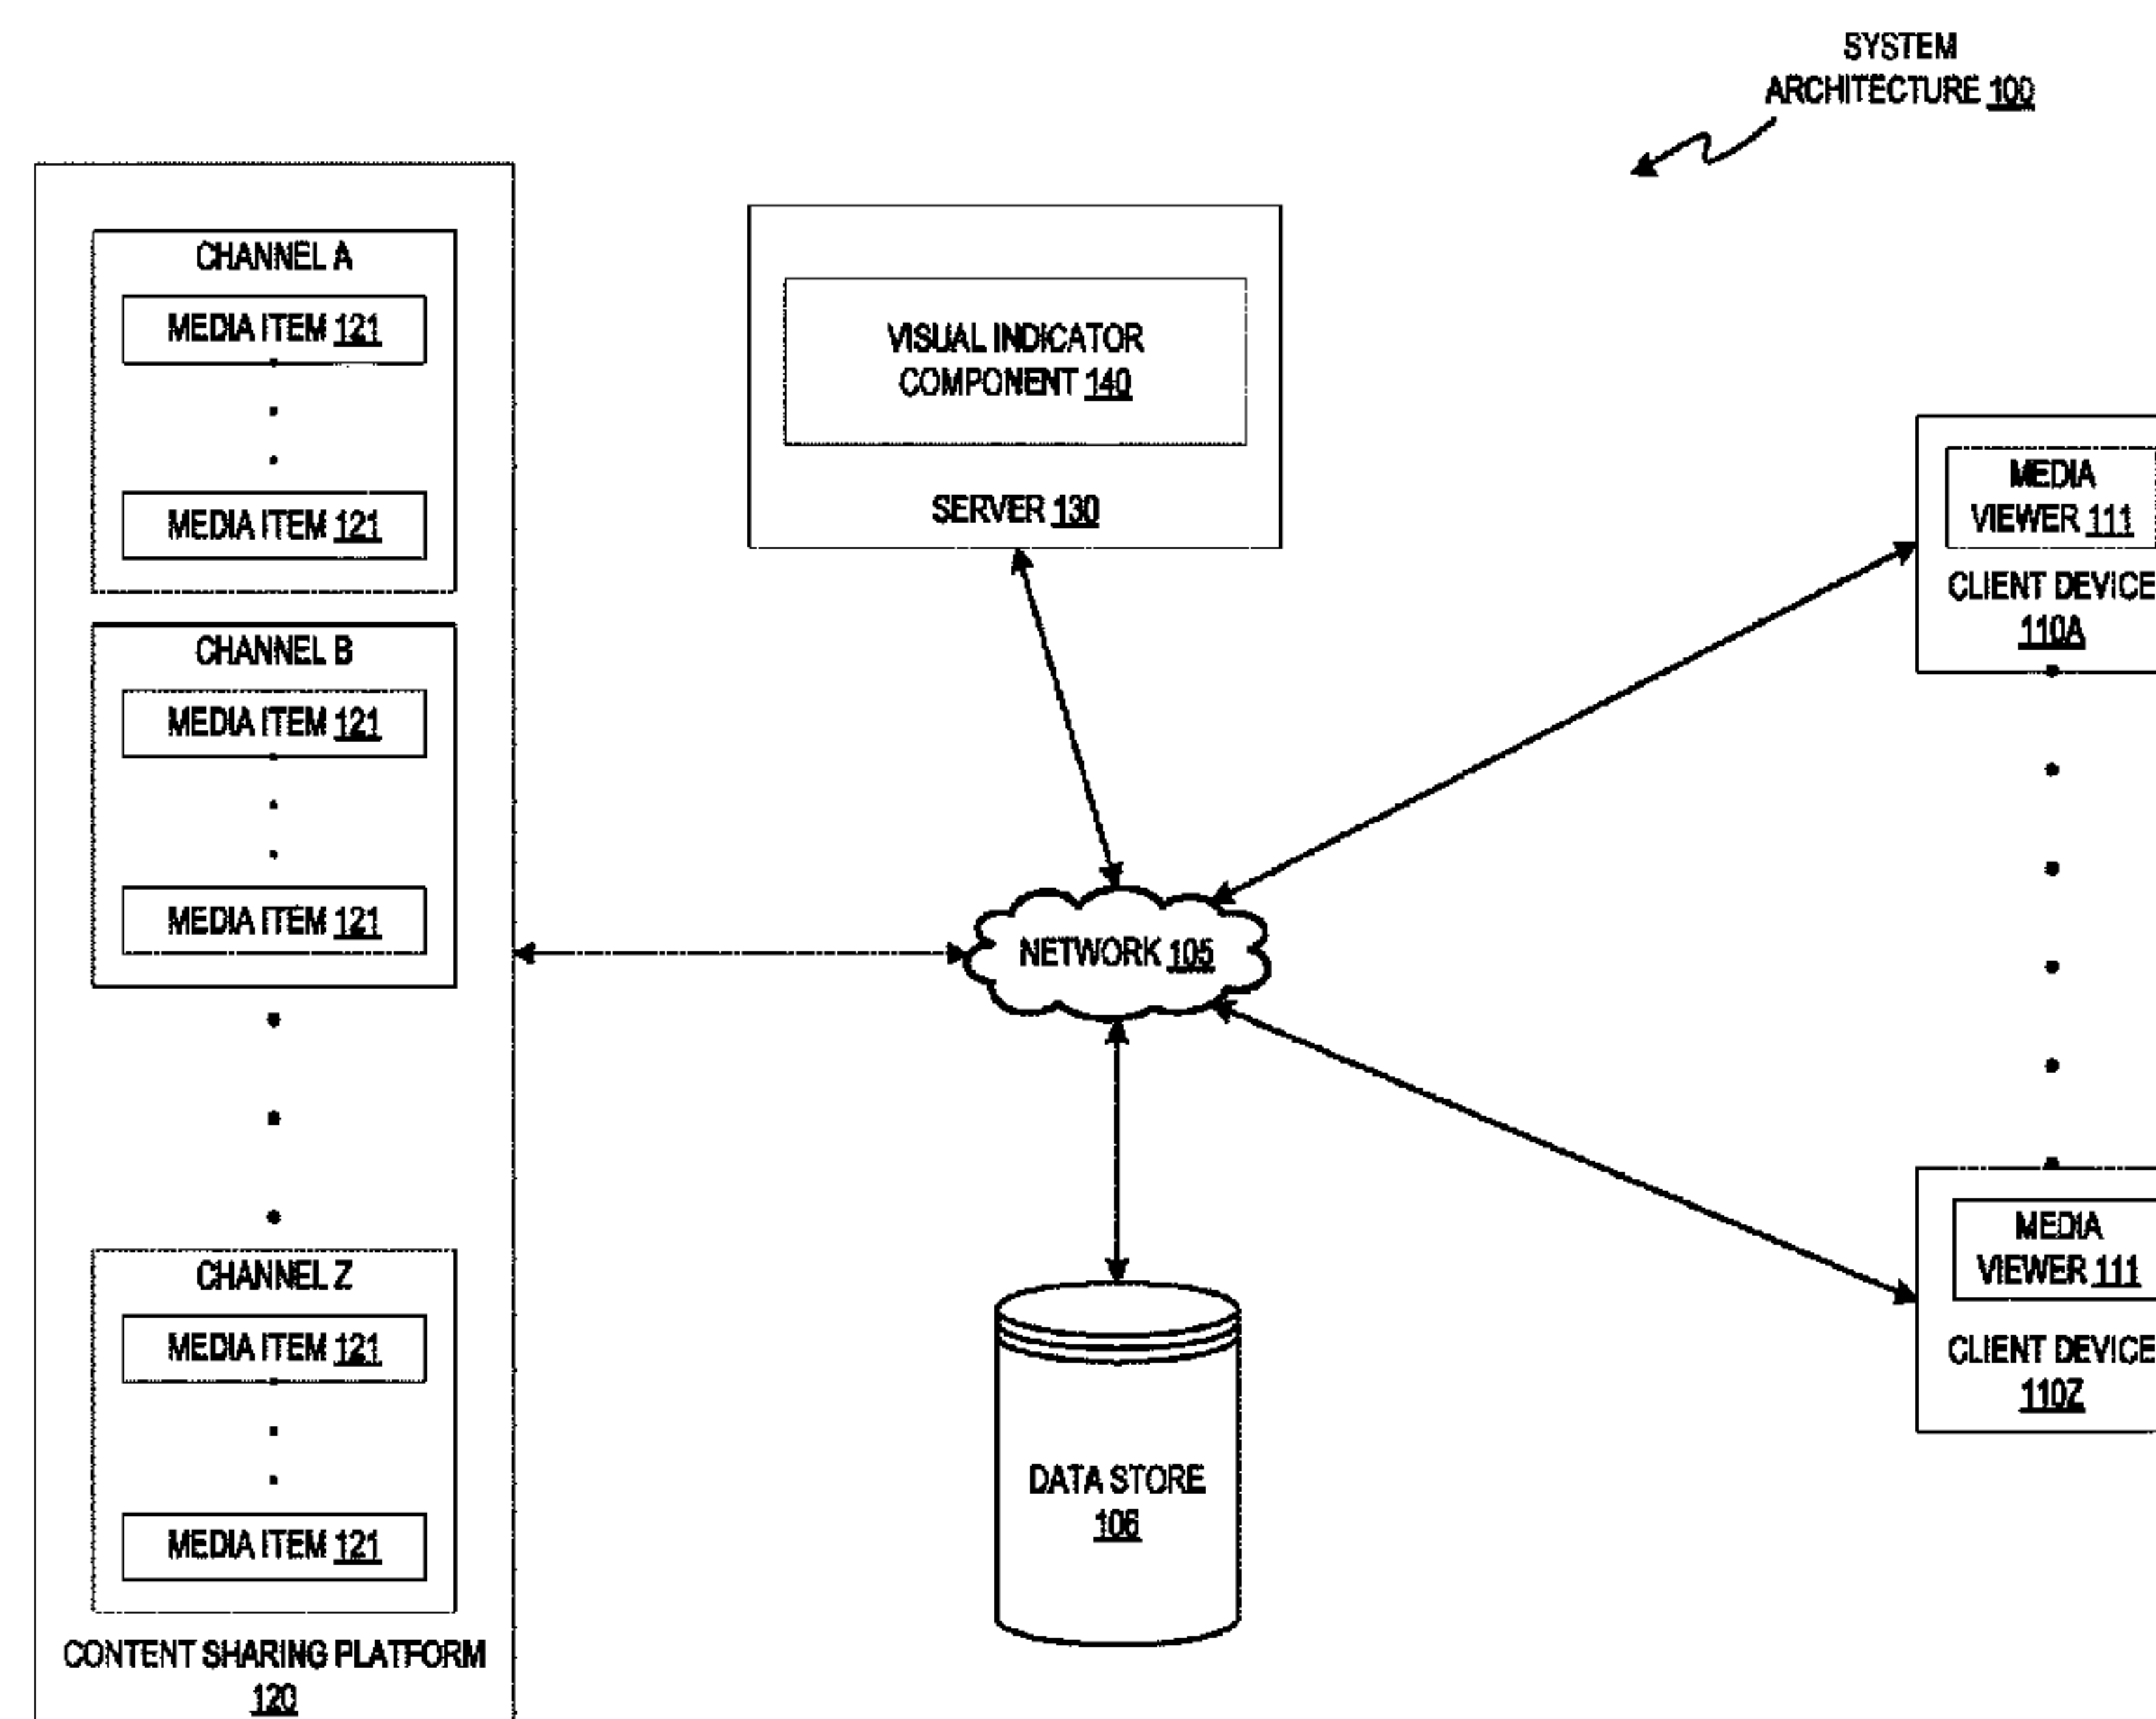 SYSTEM
ARCHITECTURE 100
CHANNEL A
MEDIA ITEM 121
MEDIA ITEM 121
CHANNEL B
MEDIA ITEM 121
MEDIA ITEM 121
CHANNEL Z
MEDIA ITEM 121
MEDIA ITEM 121
CONTENT SHARING PLATFORM
120
VISUAL INDICATOR
COMPONENT 140
SERVER 130
NETWORK 105
DATA STORE
106
MEDIA
VIEWER 111
CLIENT DEVICE
110A
MEDIA
VIEWER 111
CLIENT DEVICE
110Z